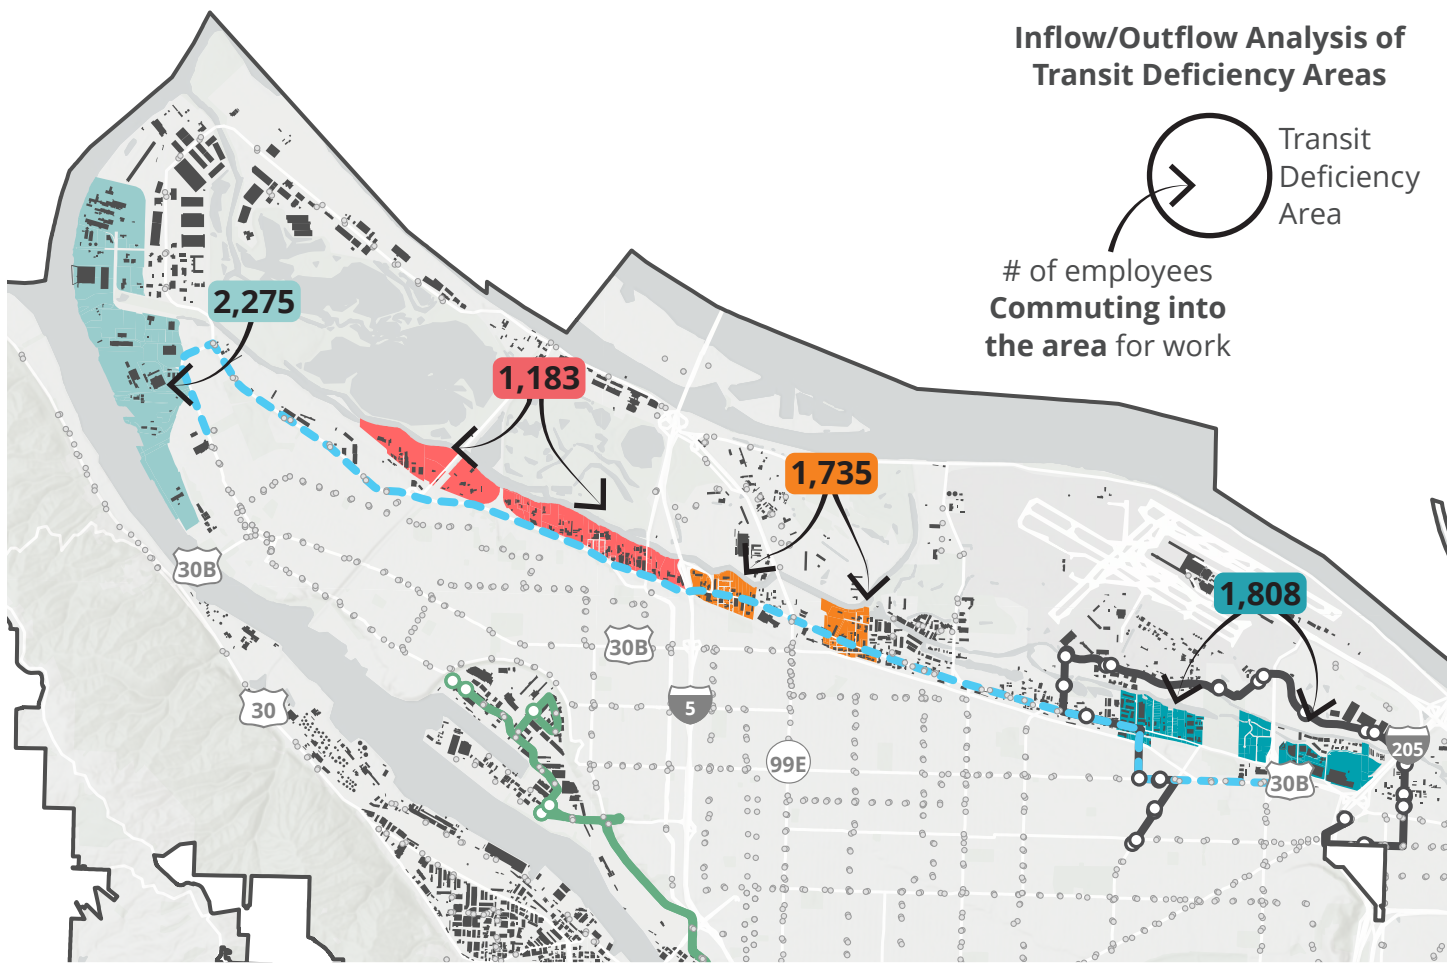 Inflow/Outflow Analysis of
Transit Deficiency Areas
Transit
Deficiency
Area
# of employees
Commuting into
the area for work
2,275
1,183
1,735
1,808
30B
30B
30
5
99E
205
30B